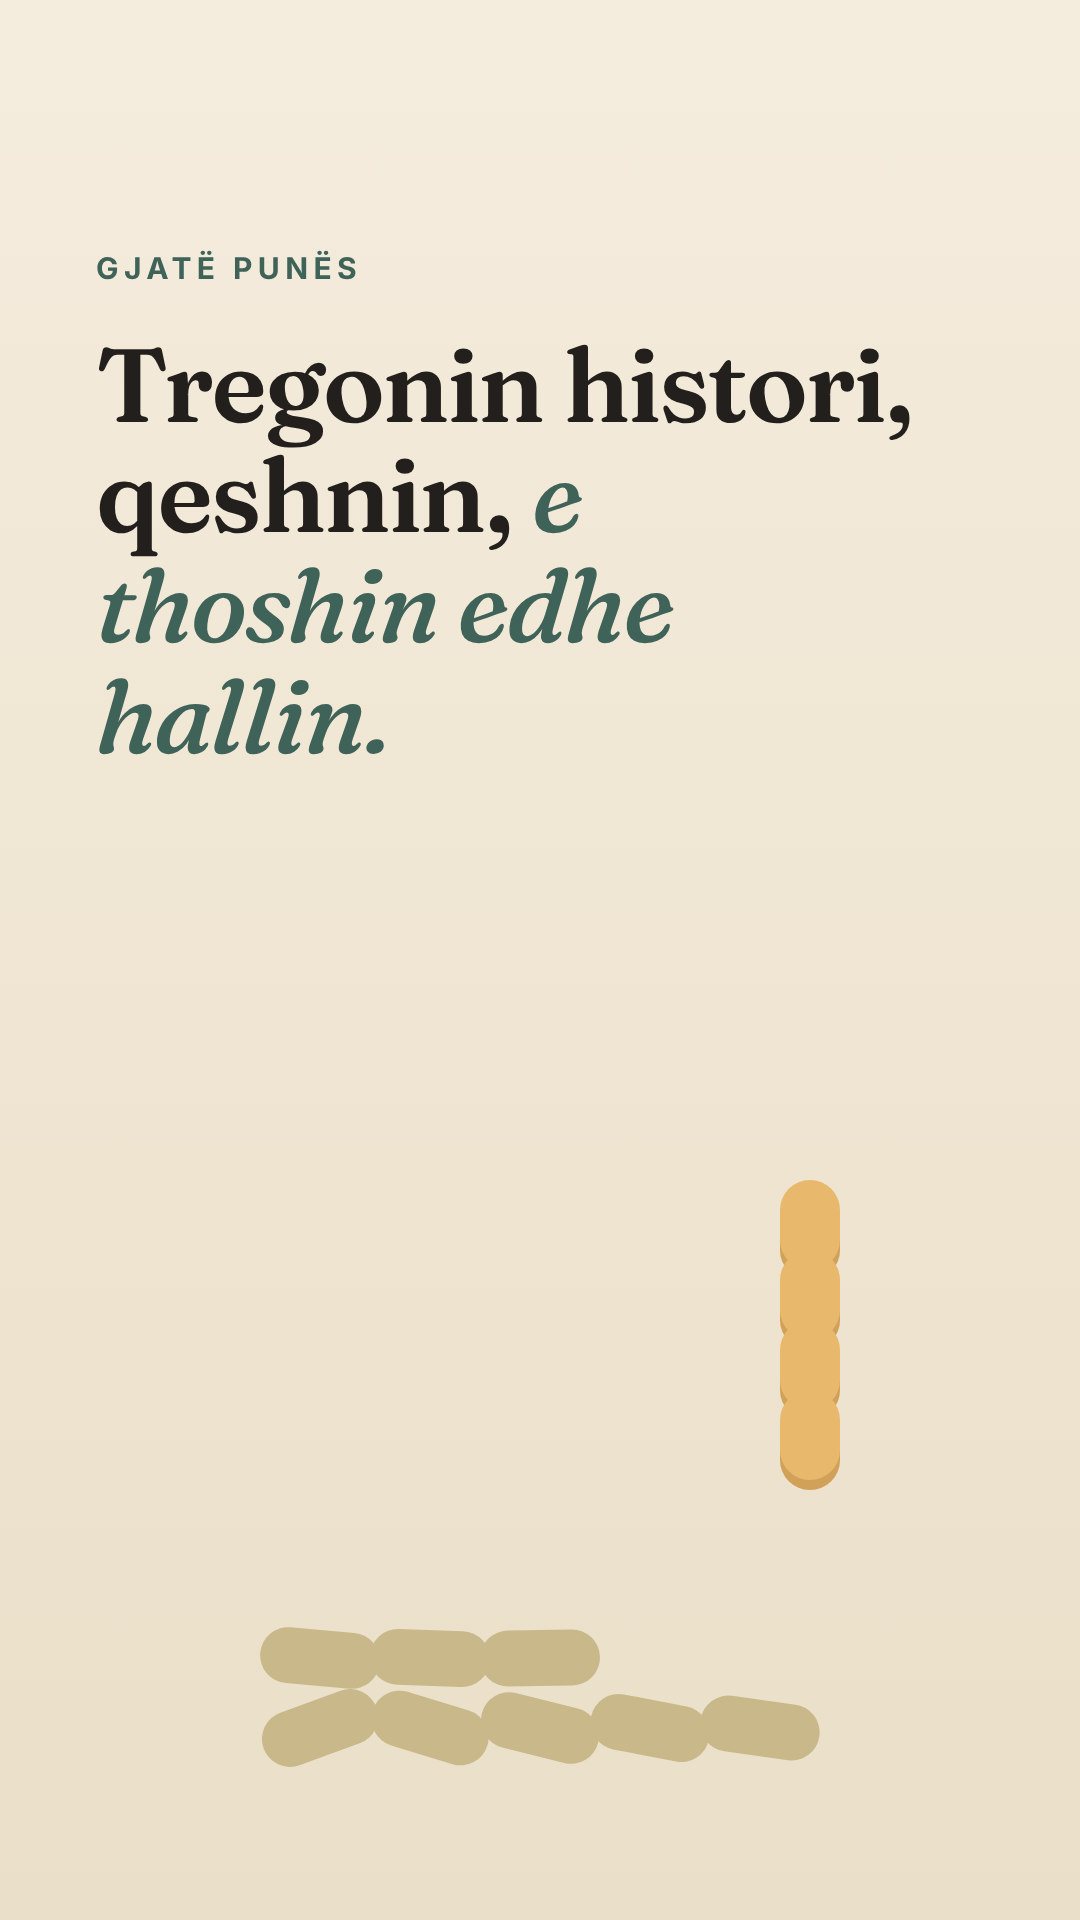 GJATË PUNËS
Tregonin histori,
qeshnin, e
thoshin edhe
hallin.